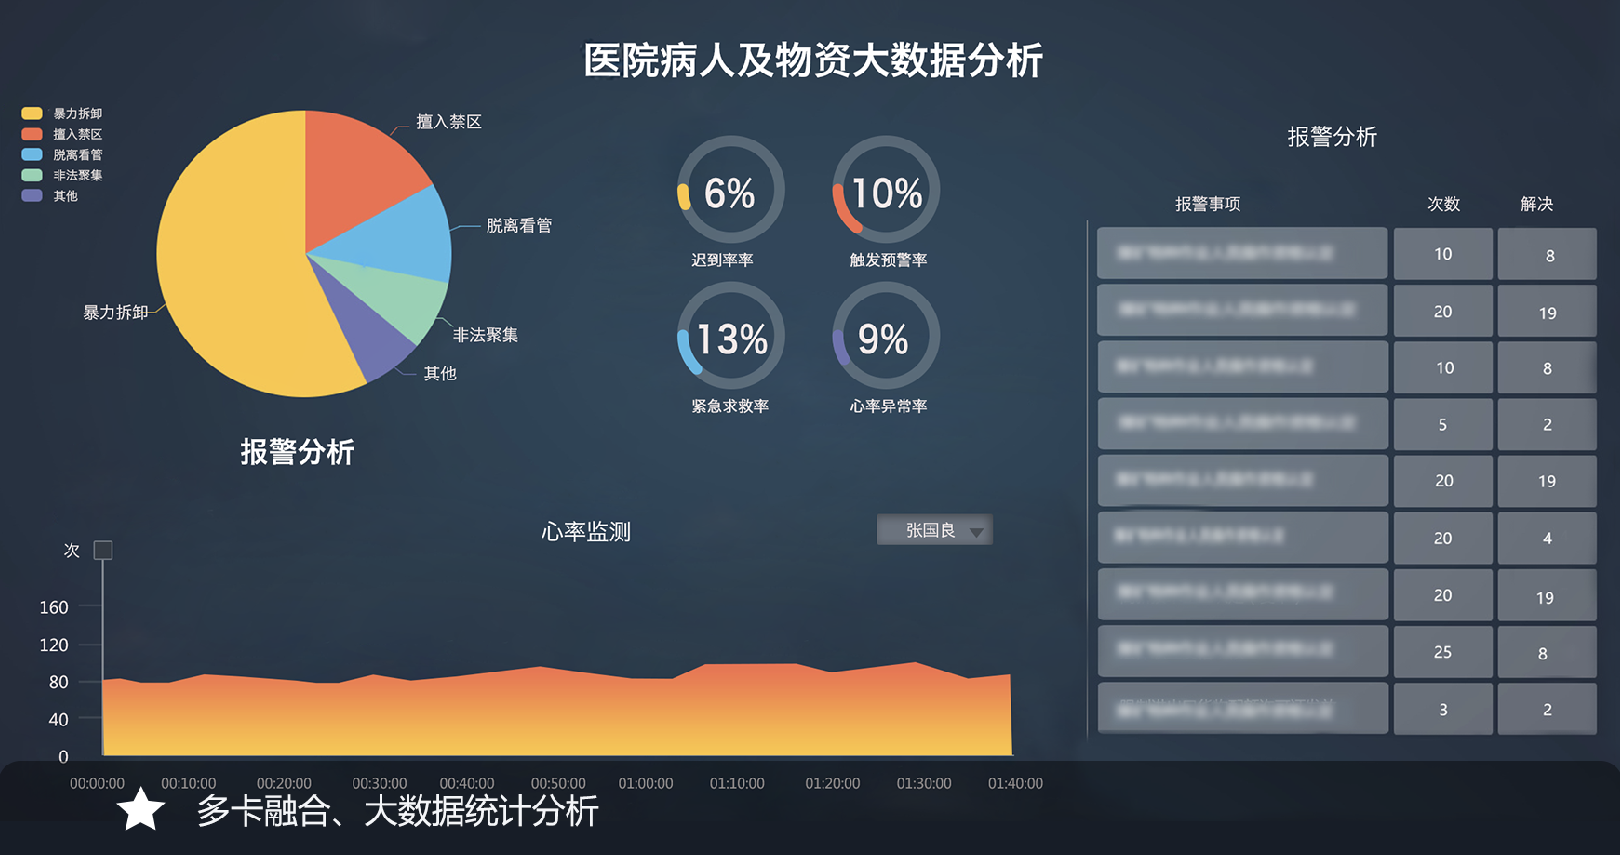 医院病人及物资大数据分析
暴力拆卸
擅入禁区
脱离看管
非法聚集
其他
擅入禁区
脱离看管
暴力拆卸
非法聚集
其他
报警分析
6%
迟到率率
10%
触发预警率
13%
紧急求救率
9%
心率异常率
报警分析
报警事项 次数 解决
10 8
20 19
10 8
5 2
20 19
20 4
20 19
25 8
3 2
心率监测
张国良
次
160
120
80
40
0
00:00:00 00:10:00 00:20:00 00:30:00 00:40:00 00:50:00 01:00:00 01:10:00 01:20:00 01:30:00 01:40:00
多卡融合、大数据统计分析